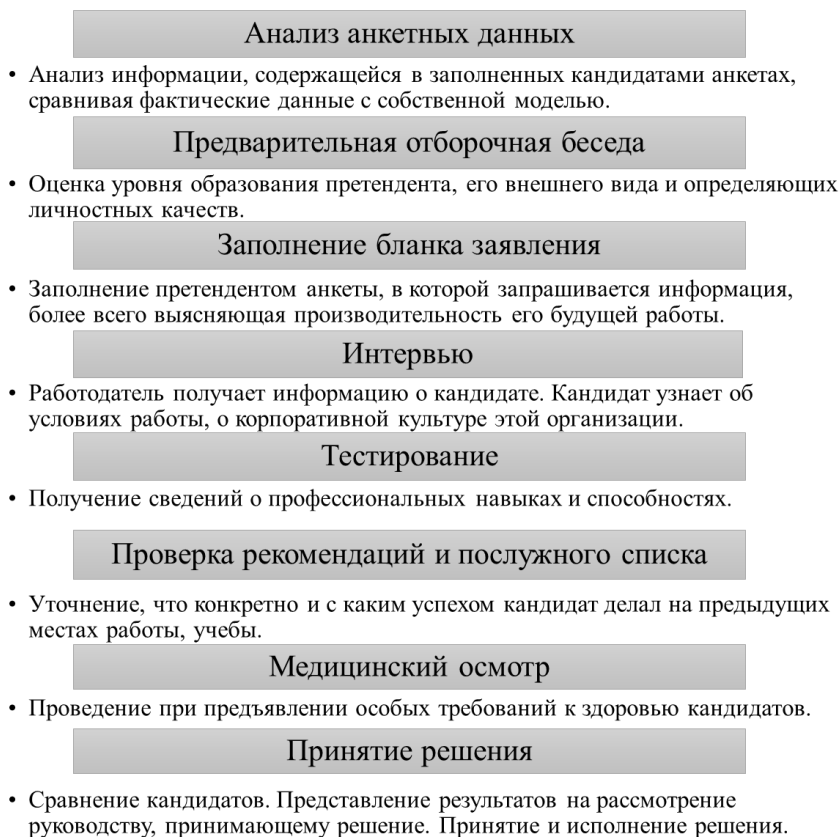 Анализ анкетных данных
• Анализ информации, содержащейся в заполненных кандидатами анкетах,
сравнивая фактические данные с собственной моделью.
Предварительная отборочная беседа
• Оценка уровня образования претендента, его внешнего вида и определяющих
личностных качеств.
Заполнение бланка заявления
• Заполнение претендентом анкеты, в которой запрашивается информация,
более всего выясняющая производительность его будущей работы.
Интервью
• Работодатель получает информацию о кандидате. Кандидат узнает об
условиях работы, о корпоративной культуре этой организации.
Тестирование
• Получение сведений о профессиональных навыках и способностях.
Проверка рекомендаций и послужного списка
• Уточнение, что конкретно и с каким успехом кандидат делал на предыдущих
местах работы, учебы.
Медицинский осмотр
• Проведение при предъявлении особых требований к здоровью кандидатов.
Принятие решения
• Сравнение кандидатов. Представление результатов на рассмотрение
руководству, принимающему решение. Принятие и исполнение решения.